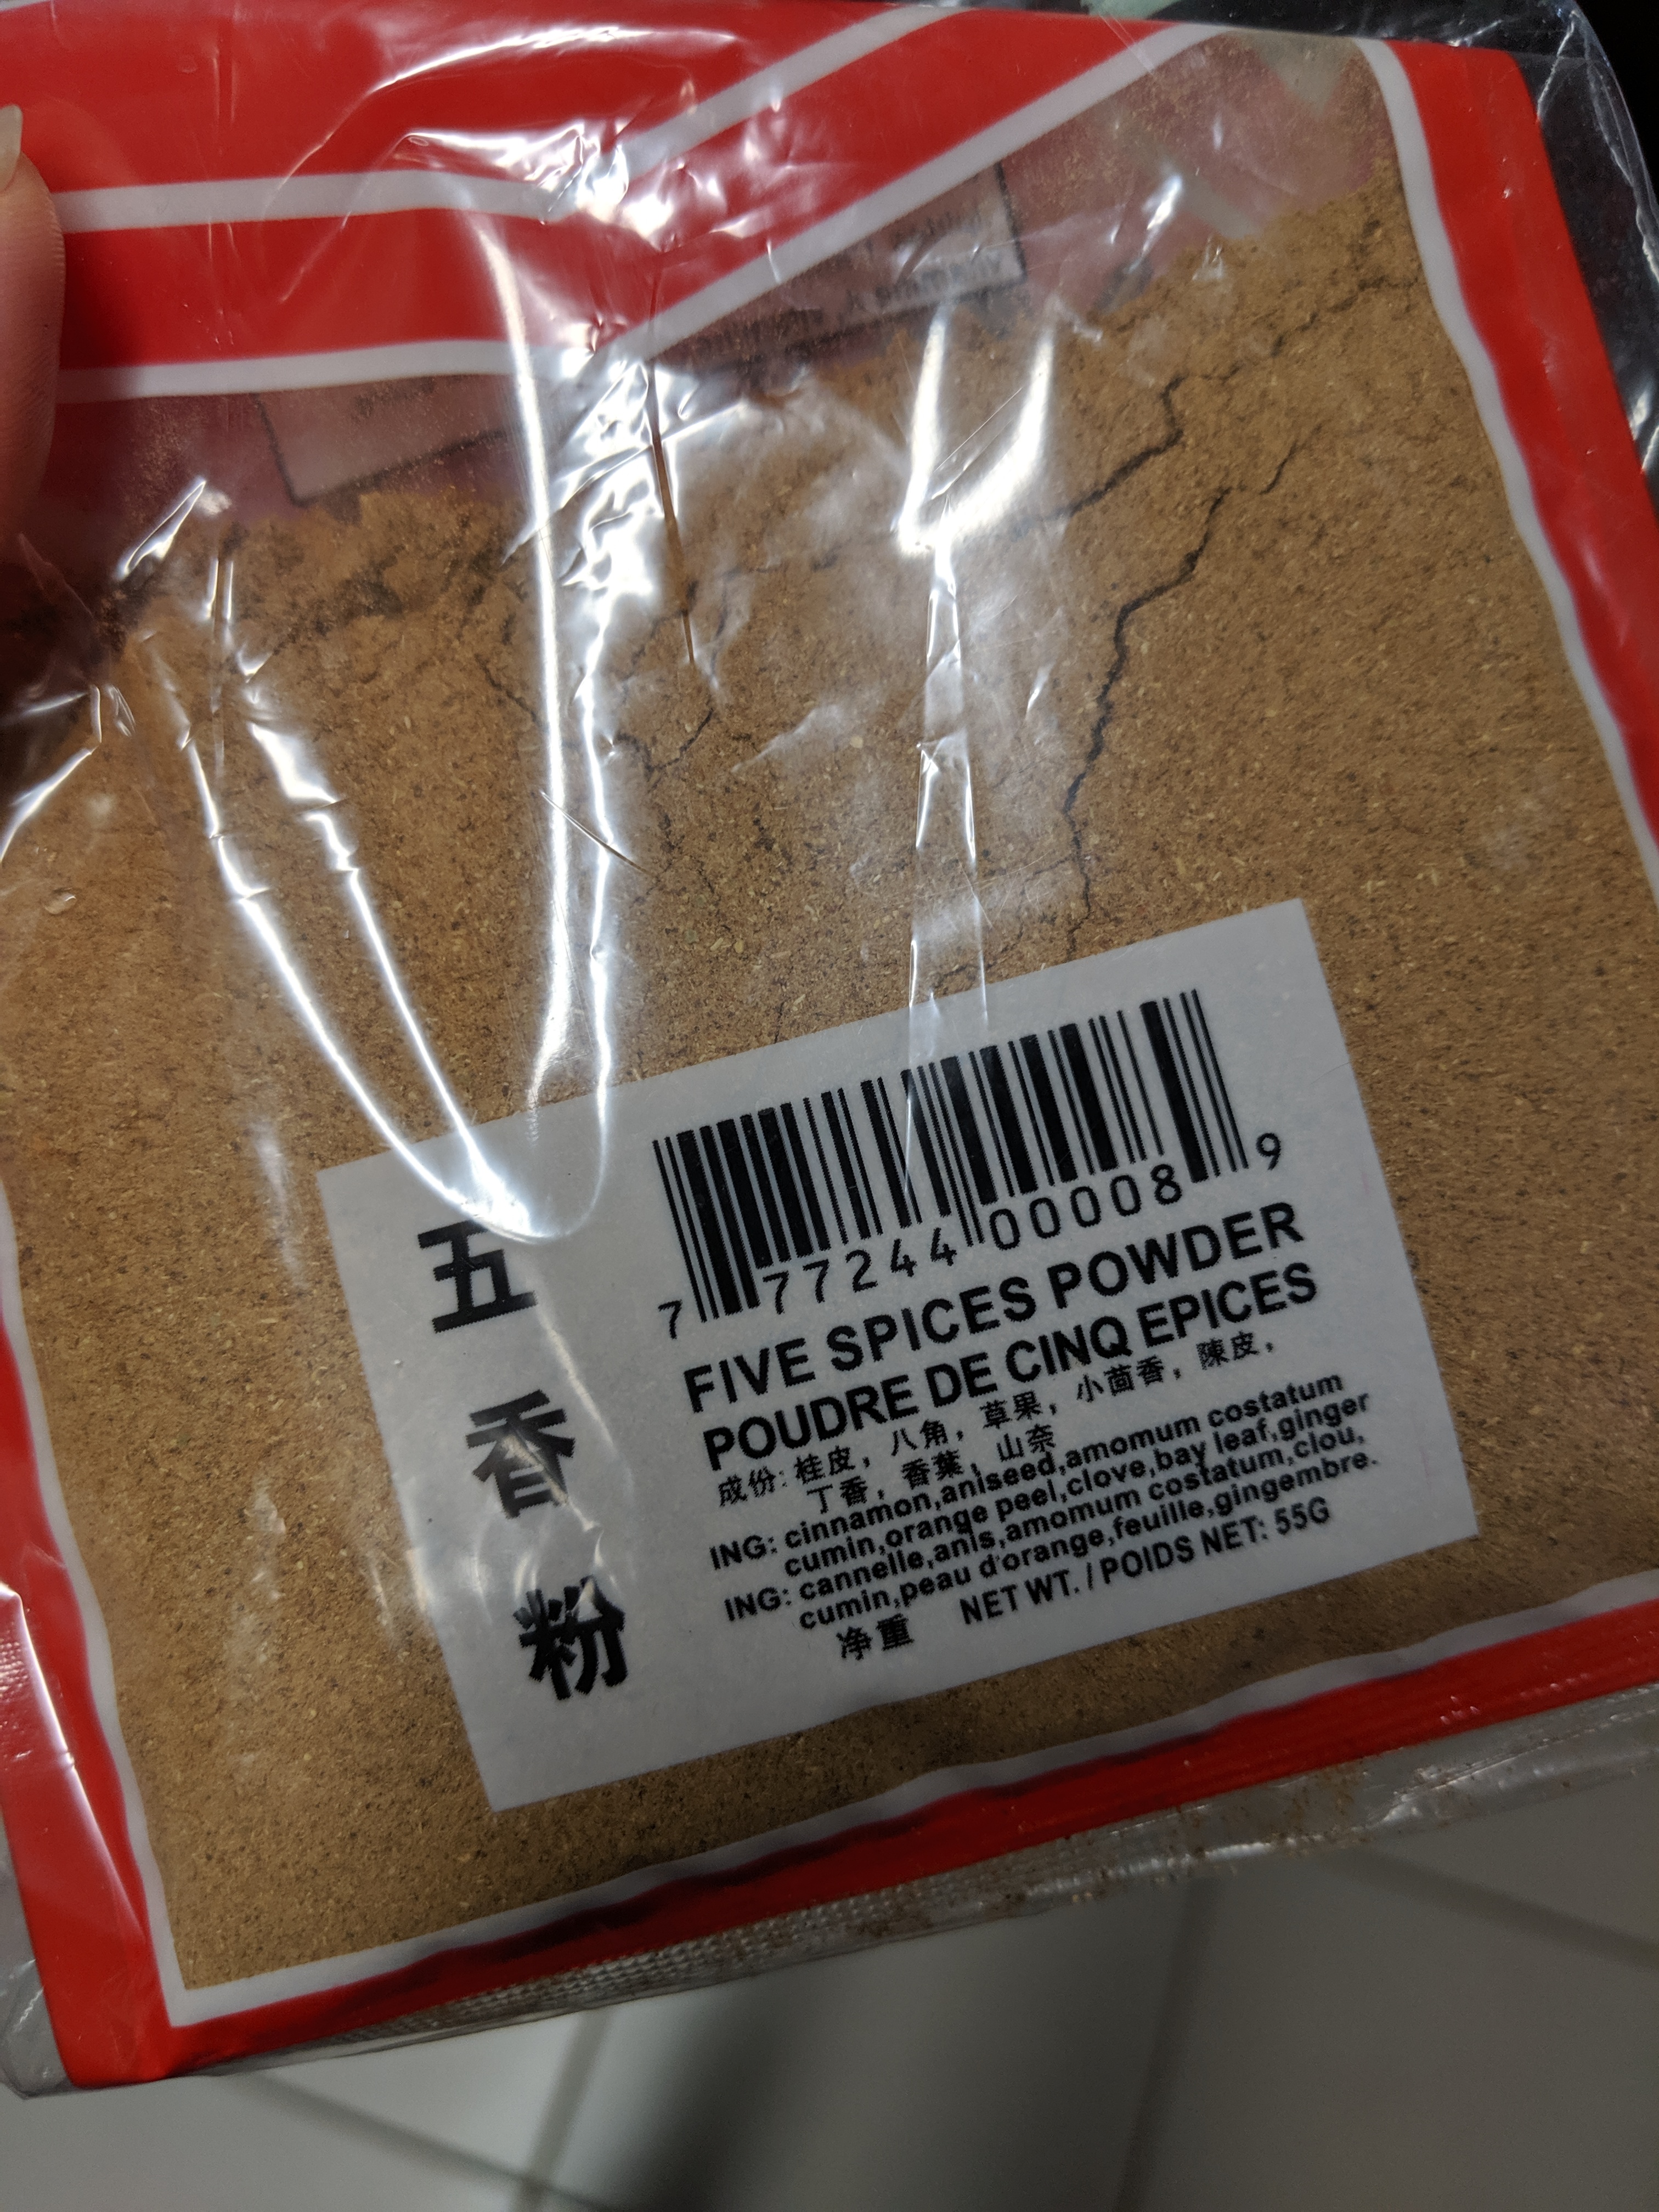 五
香
粉
7 77244 00008 9
FIVE SPICES POWDER
POUDRE DE CINQ EPICES
成份: 桂皮, 八角, 草果, 小茴香, 陳皮,
丁香, 香葉, 山奈
ING: cinnamon,aniseed,amomum costatum
cumin,orange peel,clove,bay leaf,ginger
ING: cannelle,anis,amomum costatum,clou,
cumin,peau d'orange,feuille,gingembre.
净重 NET WT. / POIDS NET: 55G